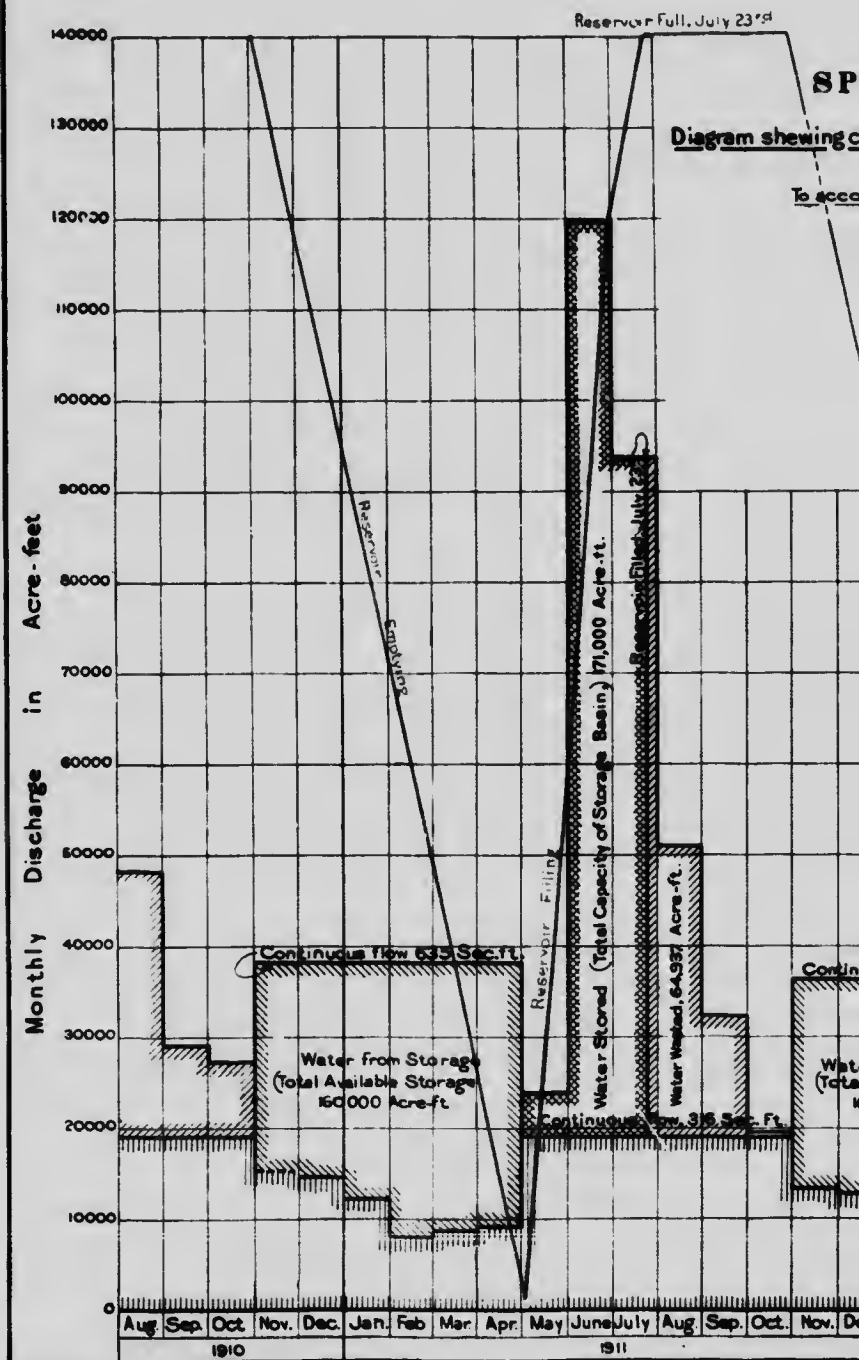 Reservoir Full, July 23rd
SP
Diagram shewing c
To acco
Monthly Discharge in Acre-feet
140000
130000
120000
110000
100000
90000
80000
70000
60000
50000
40000
30000
20000
10000
0
Reservoir Emptying
Reservoir Filling
Water Stored (Total Capacity of Storage Basin,) 171,000 Acre-ft.
Reservoir Filled July 23
Water Wasted, 64,937 Acre-ft.
Continuous flow 635 Sec.ft.
Water from Storage
(Total Available Storage
160000 Acre-ft.
Continuous flow, 316 Sec. Ft.
Contin
Wat
(Tota
1
Aug. Sep. Oct. Nov. Dec. Jan. Feb Mar. Apr. May June July Aug. Sep. Oct. Nov. De
1910 1911